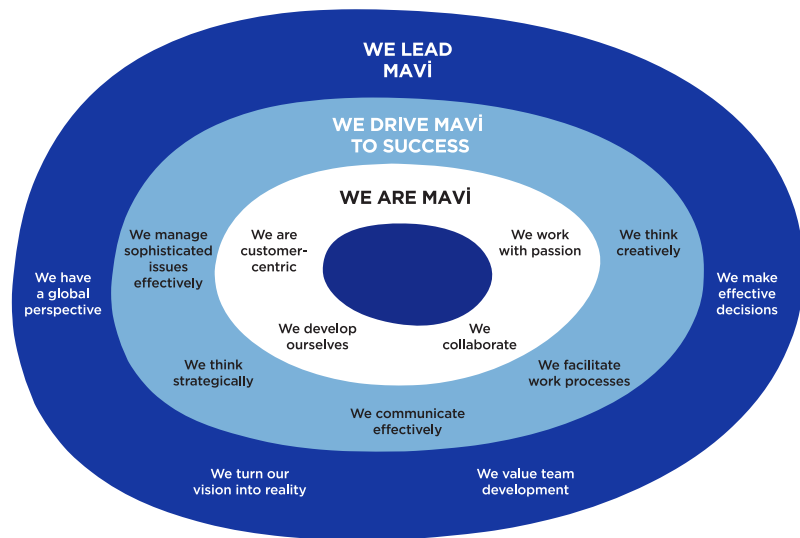 WE LEAD
MAVİ
WE DRIVE MAVİ
TO SUCCESS
WE ARE MAVİ
We manage
sophisticated
issues
effectively
We are
customer-
centric
We work
with passion
We think
creatively
We have
a global
perspective
We make
effective
decisions
We develop
ourselves
We
collaborate
We think
strategically
We facilitate
work processes
We communicate
effectively
We turn our
vision into reality
We value team
development